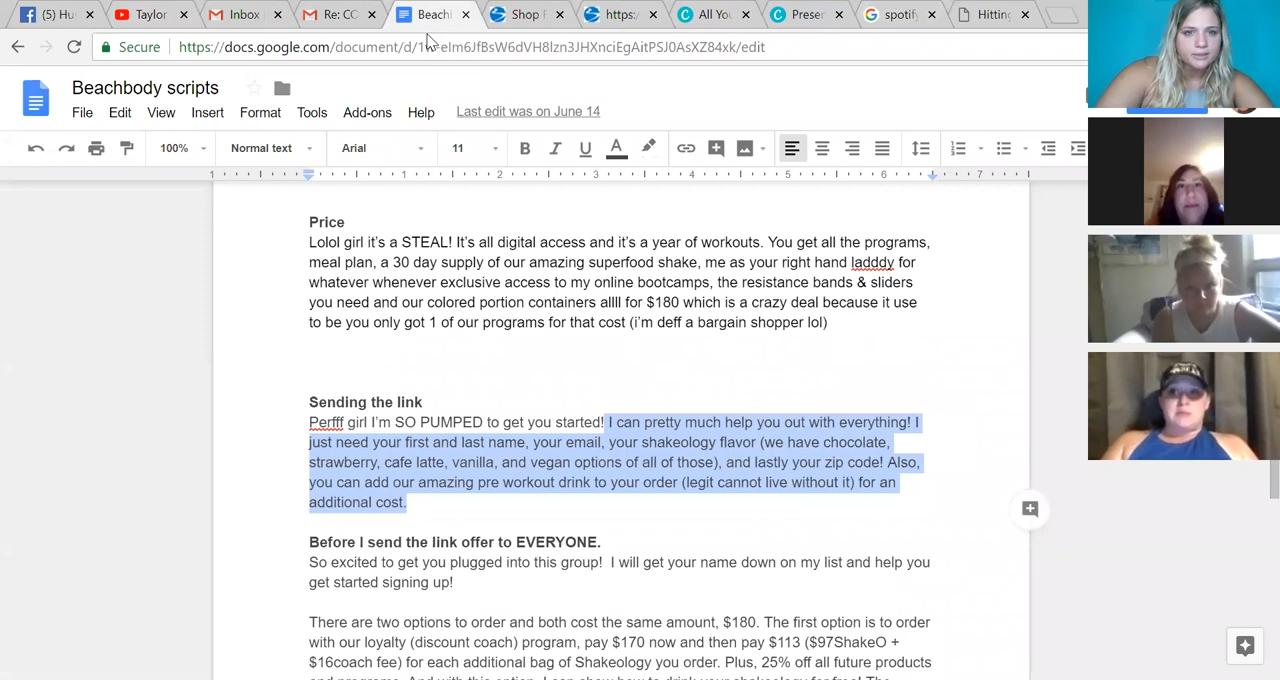 (5) Hu
Taylor
Inbox
Re: CC
Beachl
Shop F
https:
All You
Preser
spotify
Hitting
Secure
https://docs.google.com/document/d/1
eIm6JfBsW6dVH8Izn3JHXnciEgAitPSJ0AsXZ84xk/edit
Beachbody scripts
File Edit View Insert Format Tools Add-ons Help Last edit was on June 14
100% Normal text Arial 11 B I U A
1 1 2 3 4 5 6 7
Price
Lolol girl it's a STEAL! It's all digital access and it's a year of workouts. You get all the programs,
meal plan, a 30 day supply of our amazing superfood shake, me as your right hand ladddy for
whatever whenever exclusive access to my online bootcamps, the resistance bands & sliders
you need and our colored portion containers allll for $180 which is a crazy deal because it use
to be you only got 1 of our programs for that cost (i'm deff a bargain shopper lol)
Sending the link
Perfff girl I'm SO PUMPED to get you started! I can pretty much help you out with everything! I
just need your first and last name, your email, your shakeology flavor (we have chocolate,
strawberry, cafe latte, vanilla, and vegan options of all of those), and lastly your zip code! Also,
you can add our amazing pre workout drink to your order (legit cannot live without it) for an
additional cost.
Before I send the link offer to EVERYONE.
So excited to get you plugged into this group!  I will get your name down on my list and help you
get started signing up!
There are two options to order and both cost the same amount, $180. The first option is to order
with our loyalty (discount coach) program, pay $170 now and then pay $113 ($97ShakeO +
$16coach fee) for each additional bag of Shakeology you order. Plus, 25% off all future products